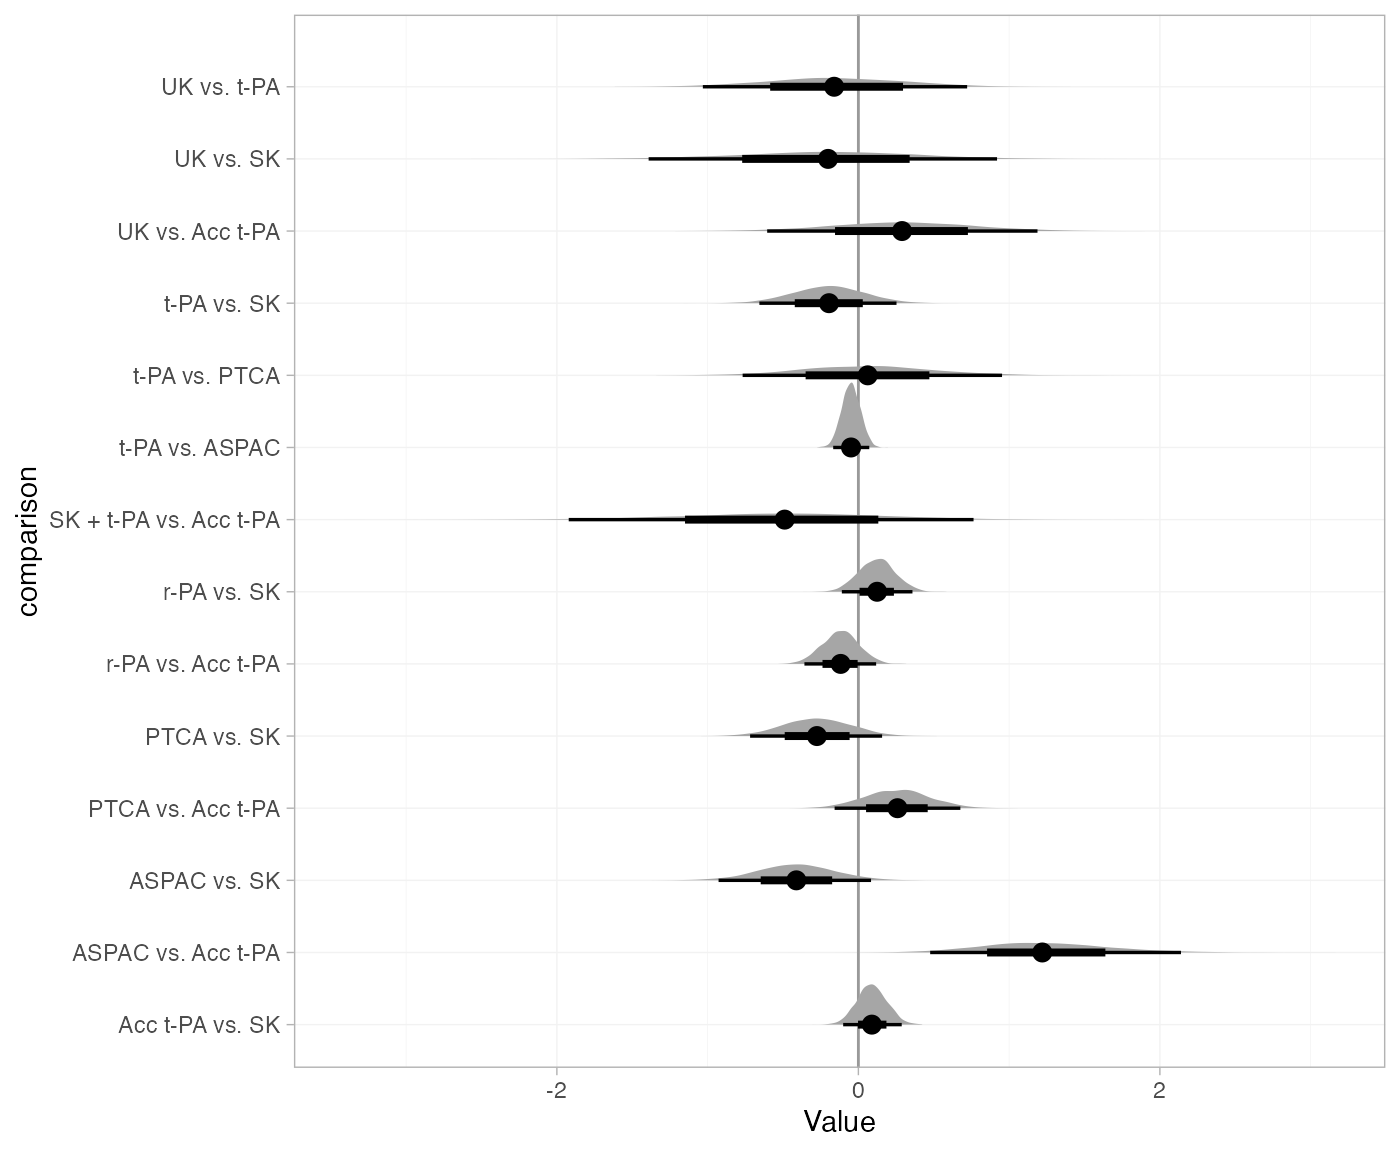 UK vs. t-PA
UK vs. SK
UK vs. Acc t-PA
t-PA vs. SK
t-PA vs. PTCA
t-PA vs. ASPAC
SK + t-PA vs. Acc t-PA
r-PA vs. SK
r-PA vs. Acc t-PA
PTCA vs. SK
PTCA vs. Acc t-PA
ASPAC vs. SK
ASPAC vs. Acc t-PA
Acc t-PA vs. SK
comparison
-2 0 2
Value